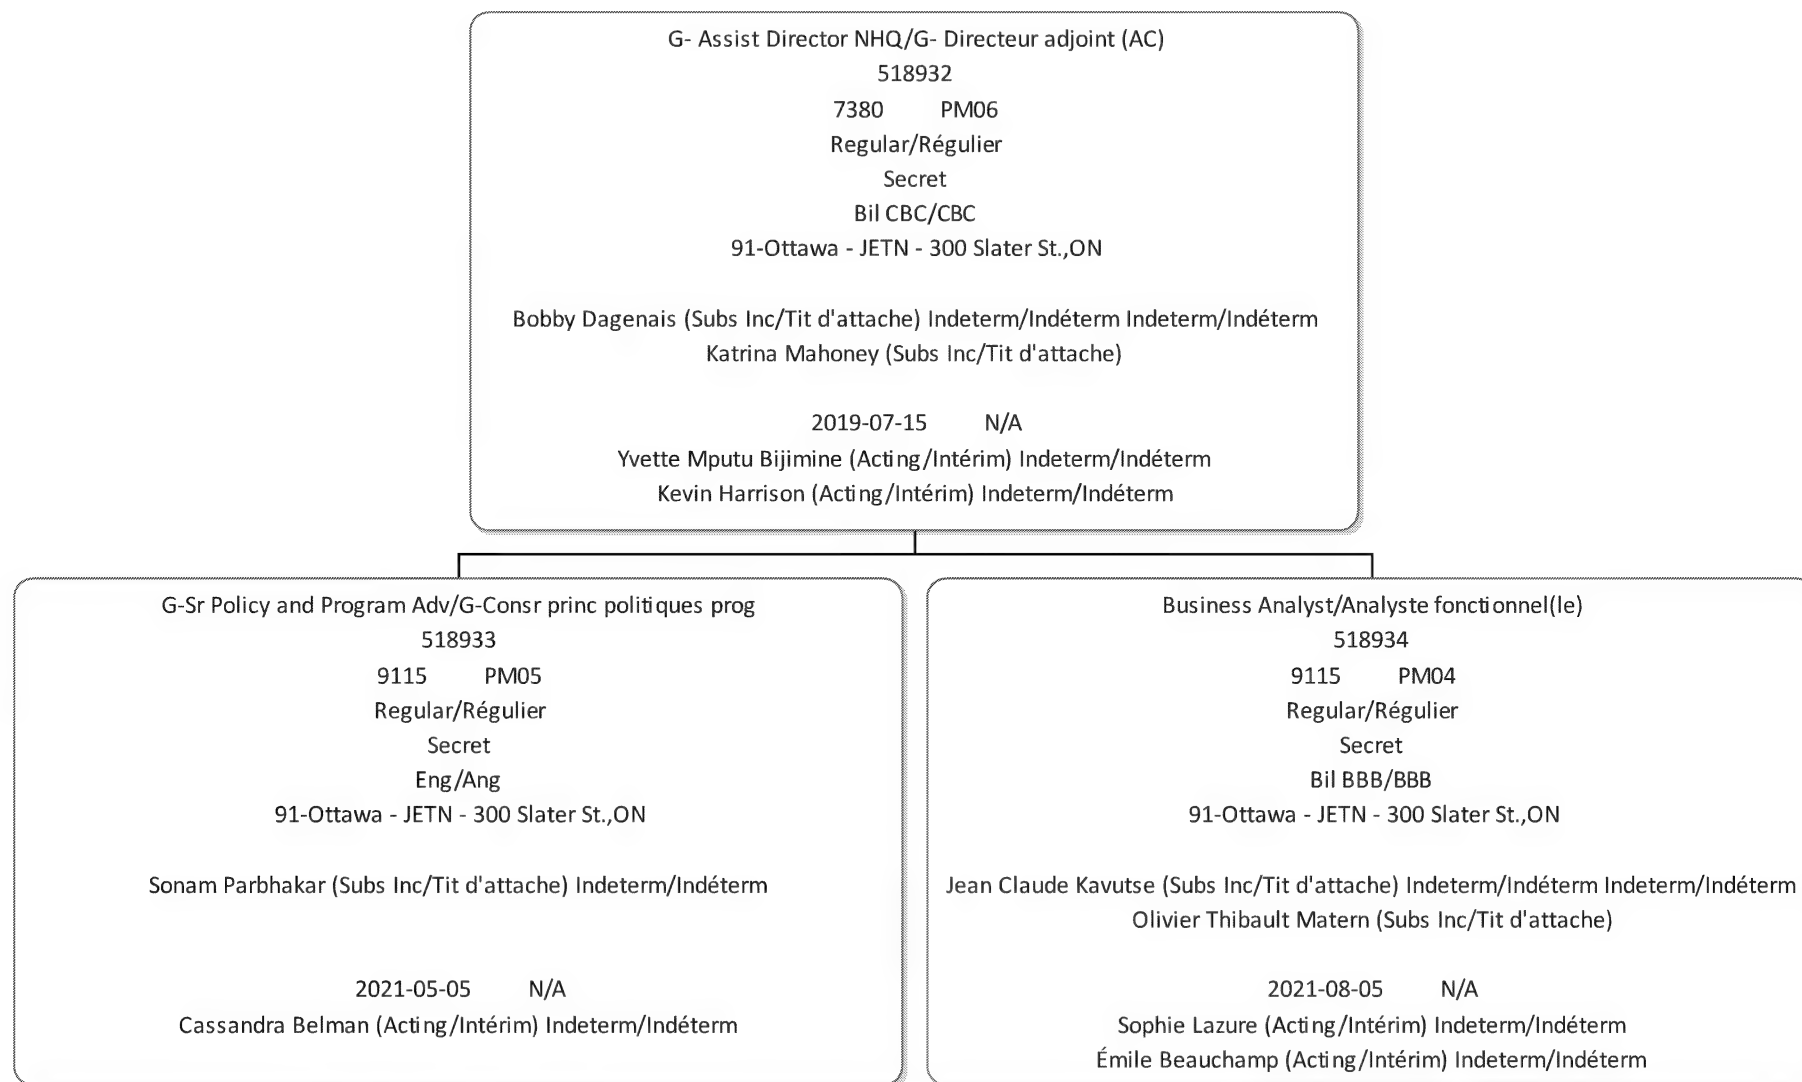 G- Assist Director NHQ/G- Directeur adjoint (AC)
518932
7380 PM06
Regular/Régulier
Secret
Bil CBC/CBC
91-Ottawa - JETN - 300 Slater St.,ON
Bobby Dagenais (Subs Inc/Tit d'attache) Indeterm/Indéterm Indeterm/Indéterm
Katrina Mahoney (Subs Inc/Tit d'attache)
2019-07-15 N/A
Yvette Mputu Bijimine (Acting/Intérim) Indeterm/Indéterm
Kevin Harrison (Acting/Intérim) Indeterm/Indéterm
G-Sr Policy and Program Adv/G-Consr princ politiques prog
518933
9115 PM05
Regular/Régulier
Secret
Eng/Ang
91-Ottawa - JETN - 300 Slater St.,ON
Sonam Parbhakar (Subs Inc/Tit d'attache) Indeterm/Indéterm
2021-05-05 N/A
Cassandra Belman (Acting/Intérim) Indeterm/Indéterm
Business Analyst/Analyste fonctionnel(le)
518934
9115 PM04
Regular/Régulier
Secret
Bil BBB/BBB
91-Ottawa - JETN - 300 Slater St.,ON
Jean Claude Kavutse (Subs Inc/Tit d'attache) Indeterm/Indéterm Indeterm/Indéterm
Olivier Thibault Matern (Subs Inc/Tit d'attache)
2021-08-05 N/A
Sophie Lazure (Acting/Intérim) Indeterm/Indéterm
Émile Beauchamp (Acting/Intérim) Indeterm/Indéterm